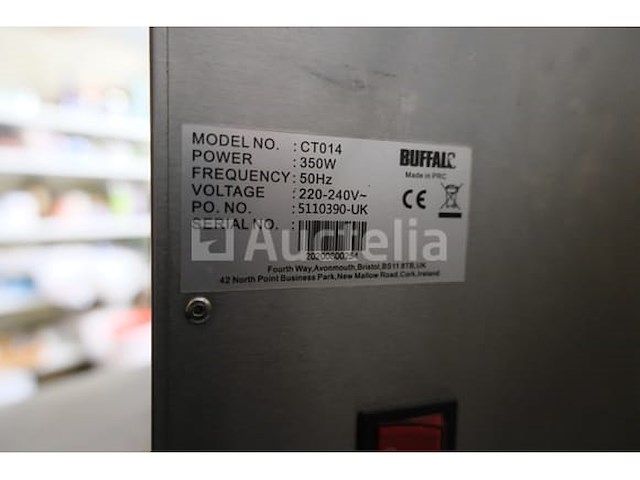 MODEL NO. : CT014
POWER : 350W
FREQUENCY : 50Hz
VOLTAGE : 220-240V~
PO. NO. : 5110390-UK
SERIAL NO. :
BUFFALO
Made in PRC
CE
Auctelia
Fourth Way,Avonmouth,Bristol,BS11 8TB,UK
42 North Point Business Park,New Mallow Road,Cork,Ireland